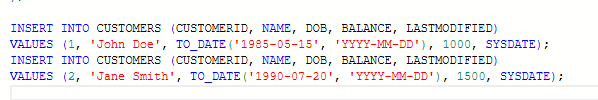 INSERT INTO CUSTOMERS (CUSTOMERID, NAME, DOB, BALANCE, LASTMODIFIED)
VALUES (1, 'John Doe', TO_DATE('1985-05-15', 'YYYY-MM-DD'), 1000, SYSDATE);
INSERT INTO CUSTOMERS (CUSTOMERID, NAME, DOB, BALANCE, LASTMODIFIED)
VALUES (2, 'Jane Smith', TO_DATE('1990-07-20', 'YYYY-MM-DD'), 1500, SYSDATE);